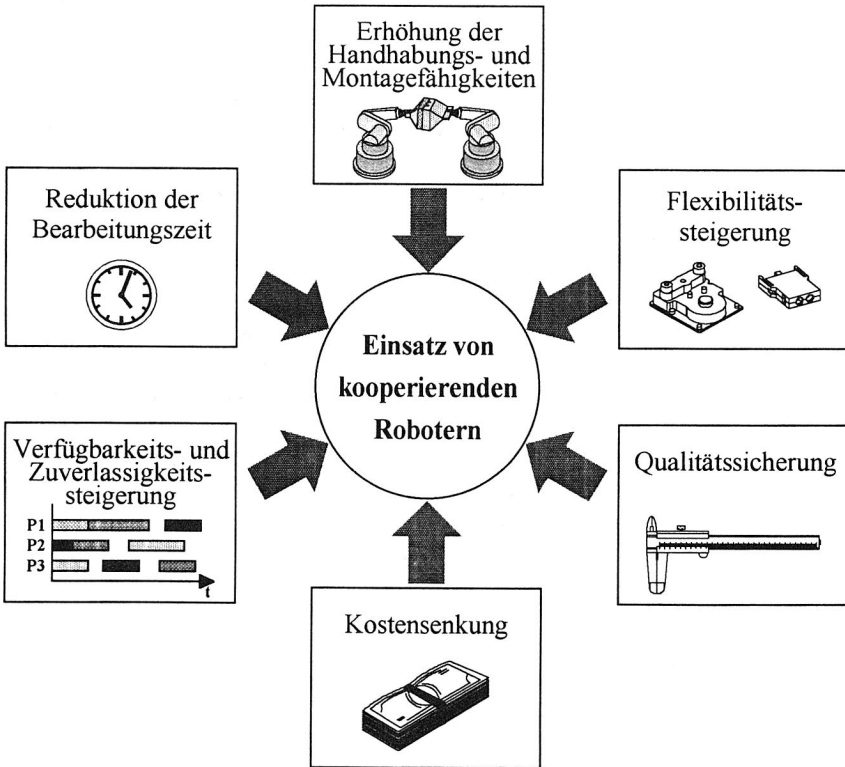 Erhöhung der
Handhabungs- und
Montagefähigkeiten
Reduktion der
Bearbeitungszeit
Flexibilitäts-
steigerung
Einsatz von
kooperierenden
Robotern
Verfügbarkeits- und
Zuverlassigkeits-
steigerung
P1
P2
P3
t
Qualitätssicherung
Kostensenkung